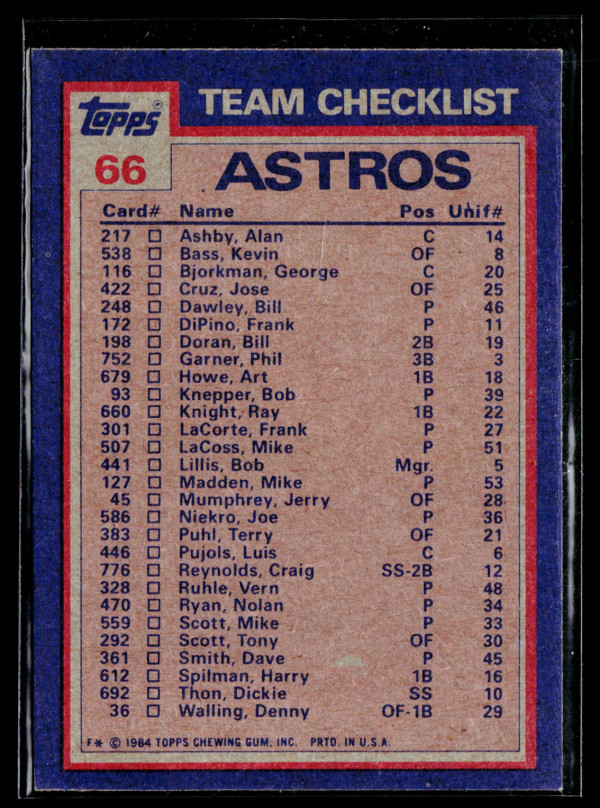 TEAM CHECKLIST
Topps®
66
ASTROS
Card# Name Pos Unif#
217 □ Ashby, Alan C 14
538 □ Bass, Kevin OF 8
116 □ Bjorkman, George C 20
422 □ Cruz, Jose OF 25
248 □ Dawley, Bill P 46
172 □ DiPino, Frank P 11
198 □ Doran, Bill 2B 19
752 □ Garner, Phil 3B 3
679 □ Howe, Art 1B 18
93 □ Knepper, Bob P 39
660 □ Knight, Ray 1B 22
301 □ LaCorte, Frank P 27
507 □ LaCoss, Mike P 51
441 □ Lillis, Bob Mgr. 5
127 □ Madden, Mike P 53
45 □ Mumphrey, Jerry OF 28
586 □ Niekro, Joe P 36
383 □ Puhl, Terry OF 21
446 □ Pujols, Luis C 6
776 □ Reynolds, Craig SS-2B 12
328 □ Ruhle, Vern P 48
470 □ Ryan, Nolan P 34
559 □ Scott, Mike P 33
292 □ Scott, Tony OF 30
361 □ Smith, Dave P 45
612 □ Spilman, Harry 1B 16
692 □ Thon, Dickie SS 10
36 □ Walling, Denny OF-1B 29
F* © 1984 TOPPS CHEWING GUM, INC. PRTD. IN U.S.A.